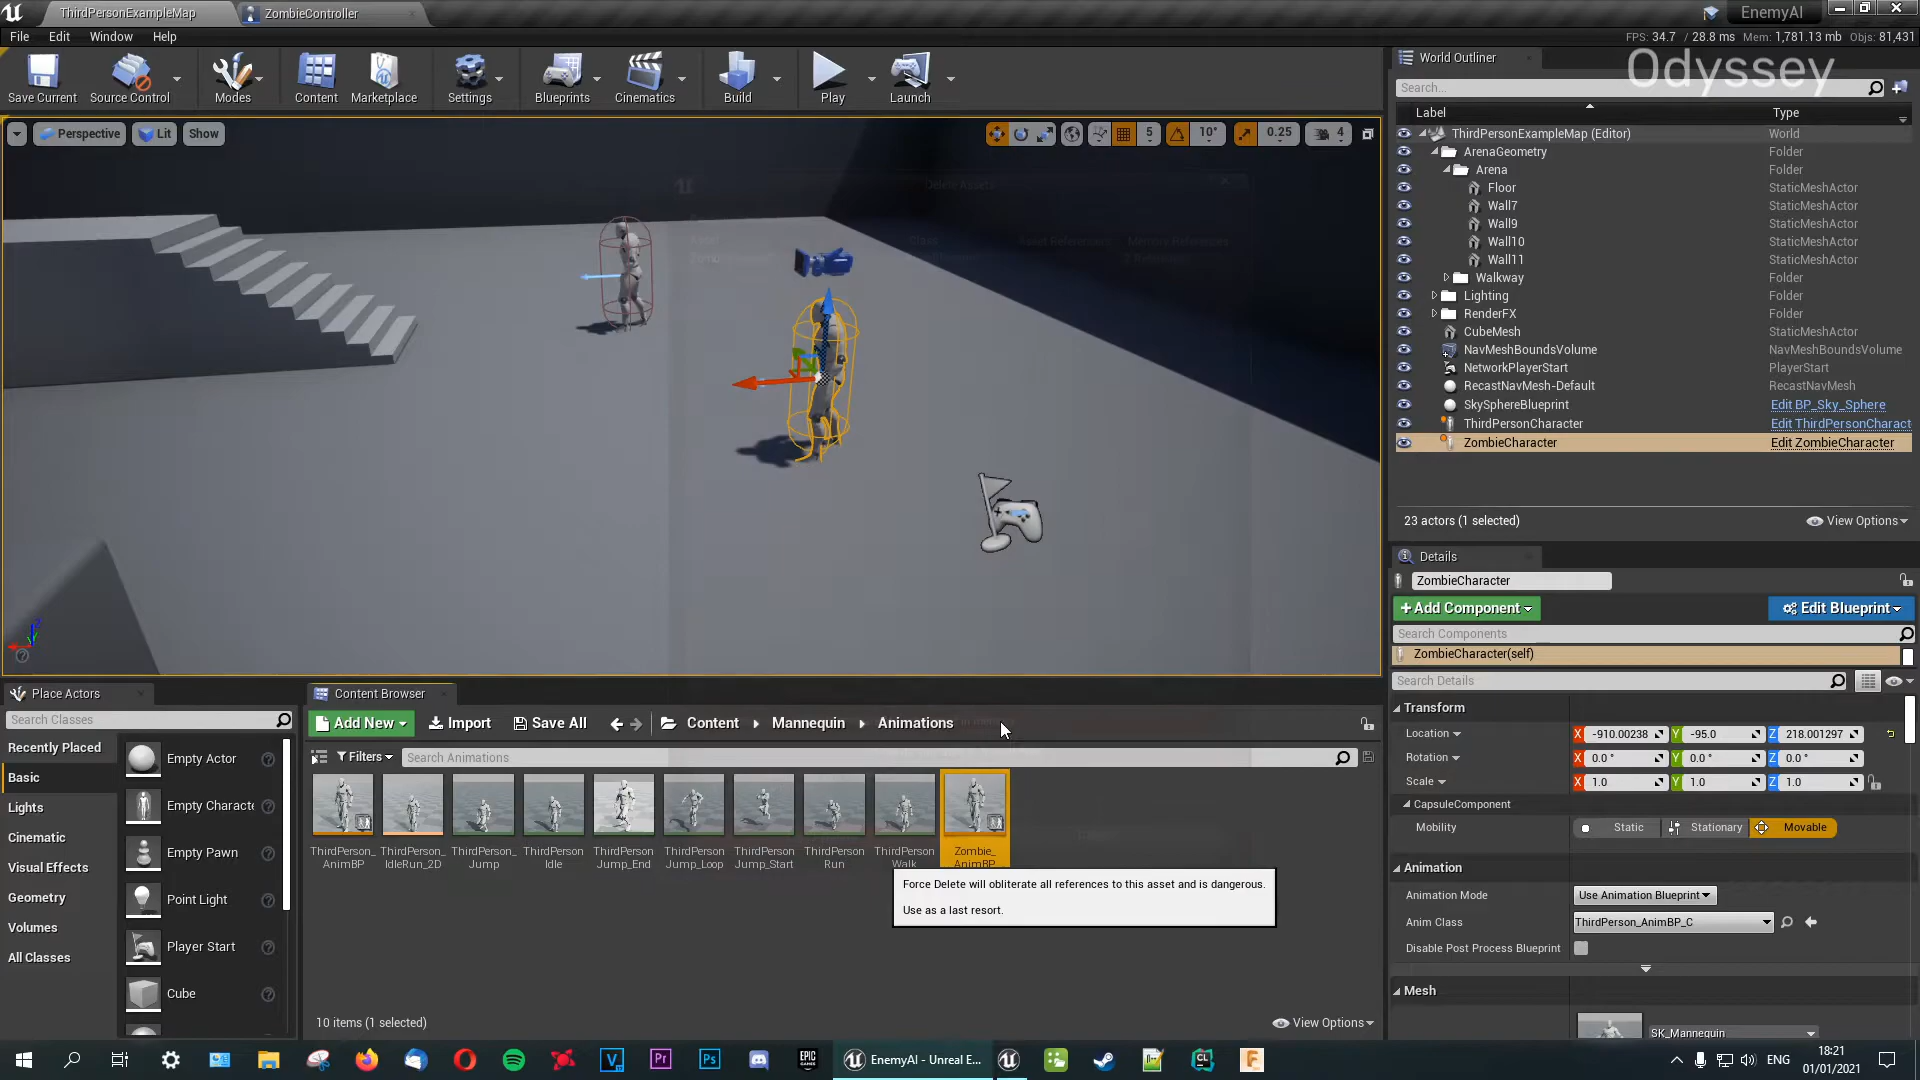 ThirdPersonExampleMap
ZombieController
EnemyAI
File
Edit
Window
Help
FPS: 34.7 / 28.8 ms Mem: 1,781.13 mb Objs: 81,431
Odyssey
Save Current
Source Control
Modes
Content
Marketplace
Settings
Blueprints
Cinematics
Build
Play
Launch
Perspective
Lit
Show
5
10°
0.25
4
Delete Assets
World Outliner
Search...
Label
Type
ThirdPersonExampleMap (Editor)
World
ArenaGeometry
Folder
Arena
Folder
Floor
StaticMeshActor
Wall7
StaticMeshActor
Wall9
StaticMeshActor
Wall10
StaticMeshActor
Wall11
StaticMeshActor
Walkway
Folder
Lighting
Folder
RenderFX
Folder
CubeMesh
StaticMeshActor
NavMeshBoundsVolume
NavMeshBoundsVolume
NetworkPlayerStart
PlayerStart
RecastNavMesh-Default
RecastNavMesh
SkySphereBlueprint
Edit BP_Sky_Sphere
ThirdPersonCharacter
Edit ThirdPersonCharact
ZombieCharacter
Edit ZombieCharacter
23 actors (1 selected)
View Options
Details
ZombieCharacter
+Add Component
Edit Blueprint
Search Components
ZombieCharacter(self)
Search Details
Transform
Location
X
-910.00238
Y
-95.0
Z
218.001297
Rotation
X
0.0 °
Y
0.0 °
Z
0.0 °
Scale
X
1.0
Y
1.0
Z
1.0
CapsuleComponent
Mobility
Static
Stationary
Movable
Animation
Animation Mode
Use Animation Blueprint
Anim Class
ThirdPerson_AnimBP_C
Disable Post Process Blueprint
Mesh
SK_Mannequin
Place Actors
Search Classes
Recently Placed
Basic
Lights
Cinematic
Visual Effects
Geometry
Volumes
All Classes
Empty Actor
Empty Characte
Empty Pawn
Point Light
Player Start
Cube
Content Browser
Add New
Import
Save All
Content
Mannequin
Animations
Filters
Search Animations
ThirdPerson_
AnimBP
ThirdPerson_
IdleRun_2D
ThirdPerson_
Jump
ThirdPerson
Idle
ThirdPerson
Jump_End
ThirdPerson
Jump_Loop
ThirdPerson
Jump_Start
ThirdPerson
Run
ThirdPerson
Walk
Zombie_
AnimBP
Force Delete will obliterate all references to this asset and is dangerous.
Use as a last resort.
10 items (1 selected)
View Options
EnemyAI - Unreal E...
ENG
18:21
01/01/2021